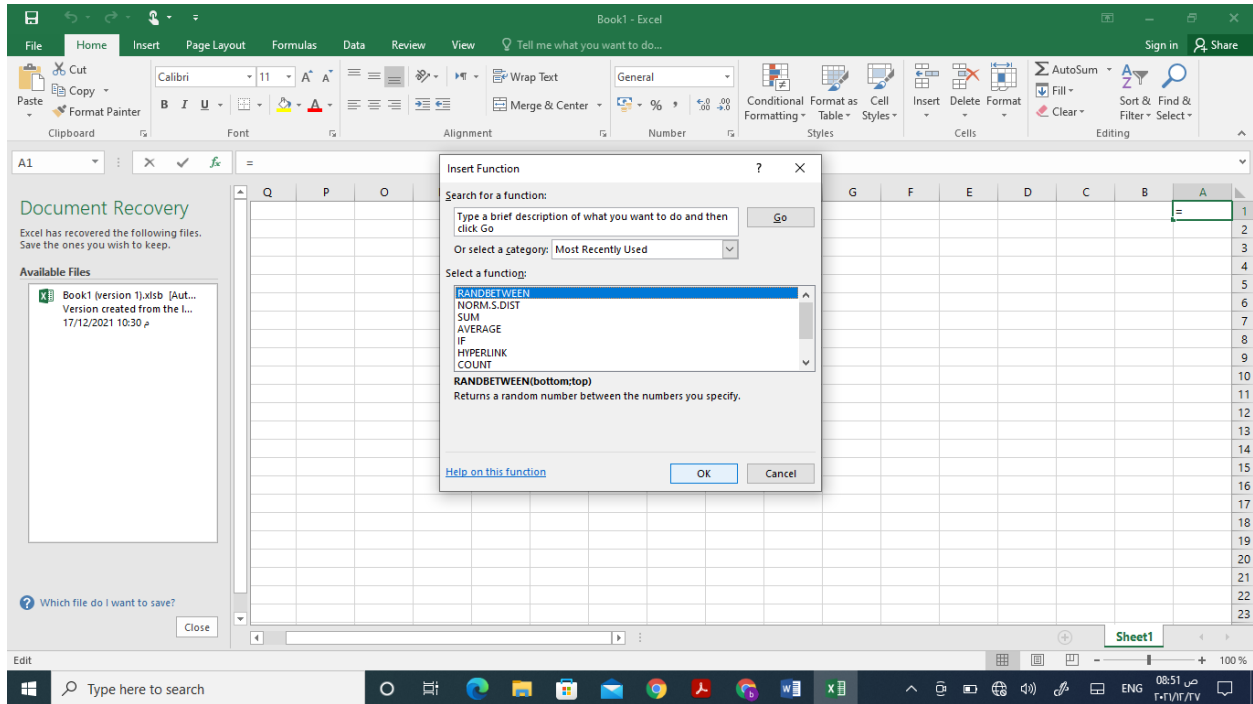 Book1 - Excel
File Home Insert Page Layout Formulas Data Review View Tell me what you want to do... Sign in Share
Paste
Cut
Copy
Format Painter
Clipboard
Calibri 11 A A
B I U A
Font
Wrap Text
Merge & Center
Alignment
General
% , .0 .00 .00 .0
Number
Conditional Formatting
Format as Table
Cell Styles
Styles
Insert Delete Format
Cells
AutoSum
Fill
Clear
Sort & Filter
Find & Select
Editing
A1 fx =
Document Recovery
Excel has recovered the following files.
Save the ones you wish to keep.
Available Files
Book1 (version 1).xlsb [Aut...
Version created from the l...
17/12/2021 10:30 م
Which file do I want to save?
Close
Q P O G F E D C B A
=
1
2
3
4
5
6
7
8
9
10
11
12
13
14
15
16
17
18
19
20
21
22
23
Insert Function ? ×
Search for a function:
Type a brief description of what you want to do and then
click Go
Go
Or select a category: Most Recently Used
Select a function:
RANDBETWEEN
NORM.S.DIST
SUM
AVERAGE
IF
HYPERLINK
COUNT
RANDBETWEEN(bottom;top)
Returns a random number between the numbers you specify.
Help on this function
OK Cancel
Sheet1
Edit 100 %
Type here to search
ENG
08:51 ص
٢٠٢١/١٢/٢٧